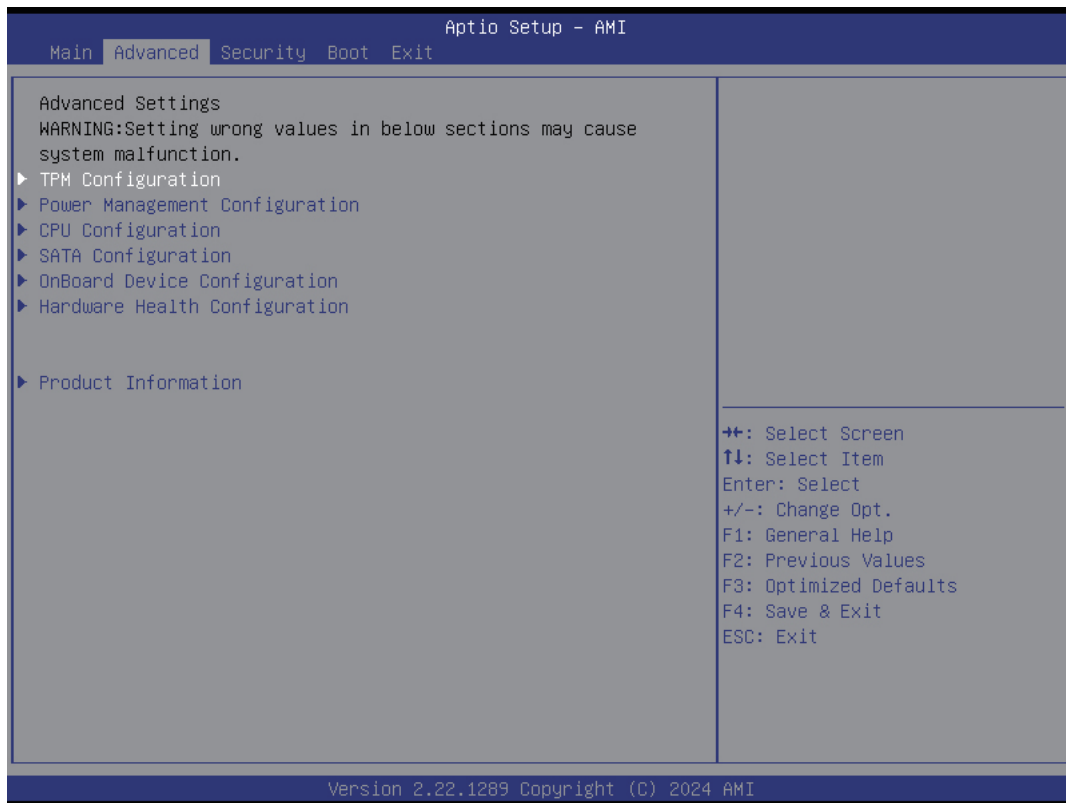 Aptio Setup - AMI
Main Advanced Security Boot Exit
Advanced Settings
WARNING:Setting wrong values in below sections may cause
system malfunction.
▶ TPM Configuration
▶ Power Management Configuration
▶ CPU Configuration
▶ SATA Configuration
▶ OnBoard Device Configuration
▶ Hardware Health Configuration
▶ Product Information
→←: Select Screen
↑↓: Select Item
Enter: Select
+/-: Change Opt.
F1: General Help
F2: Previous Values
F3: Optimized Defaults
F4: Save & Exit
ESC: Exit
Version 2.22.1289 Copyright (C) 2024 AMI